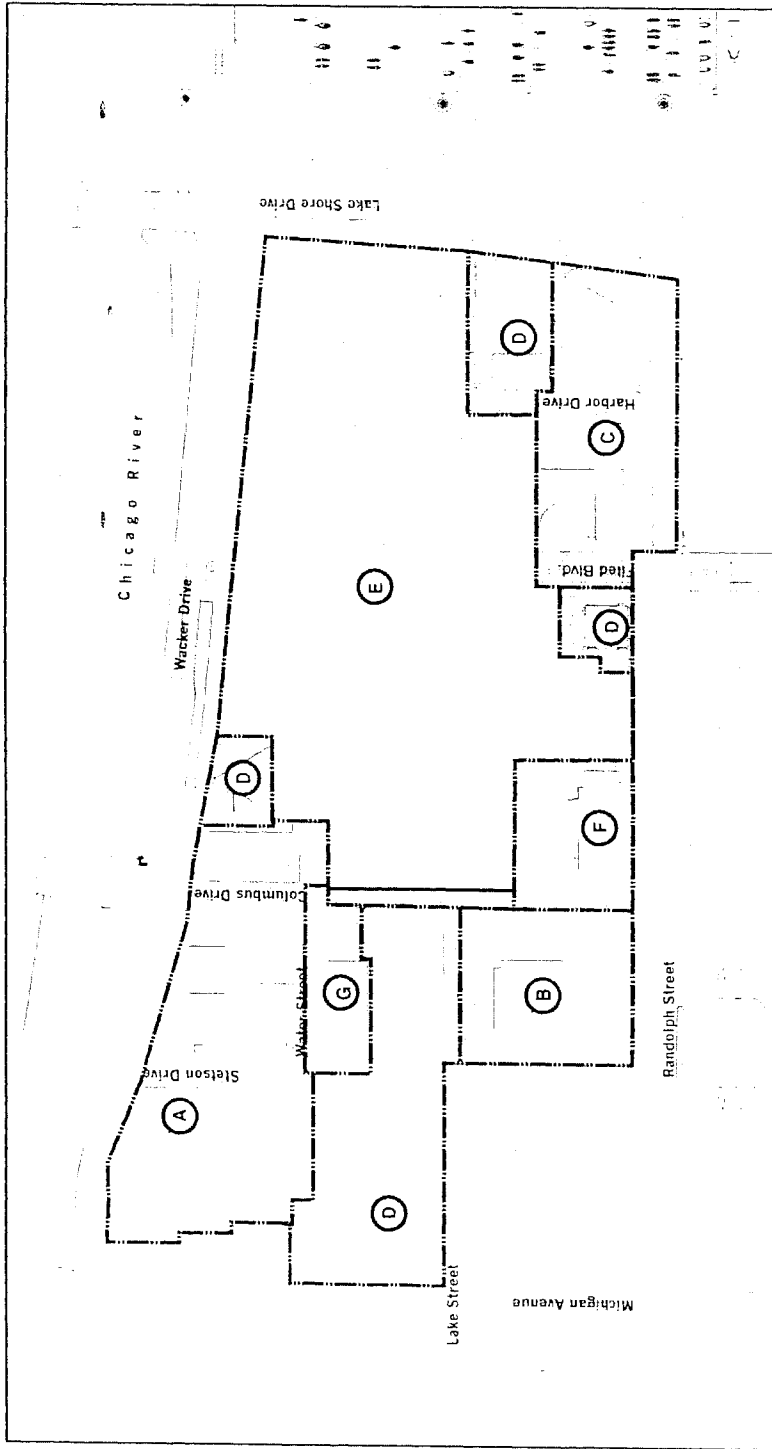 Chicago River
Wacker Drive
Lake Shore Drive
D
E
D
Harbor Drive
C
Blvd.
D
Columbus Drive
F
Water Street
G
Stetson Drive
A
B
Randolph Street
D
Lake Street
Michigan Avenue